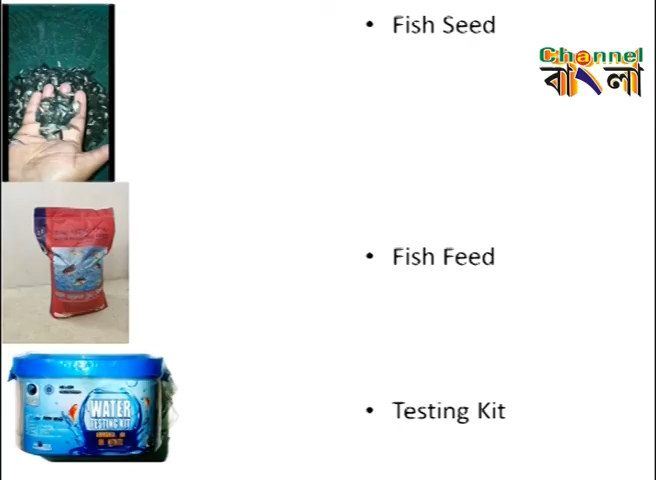 Fish Seed
Channel
বাংলা
Fish Feed
WATER
TESTING KIT
Testing Kit